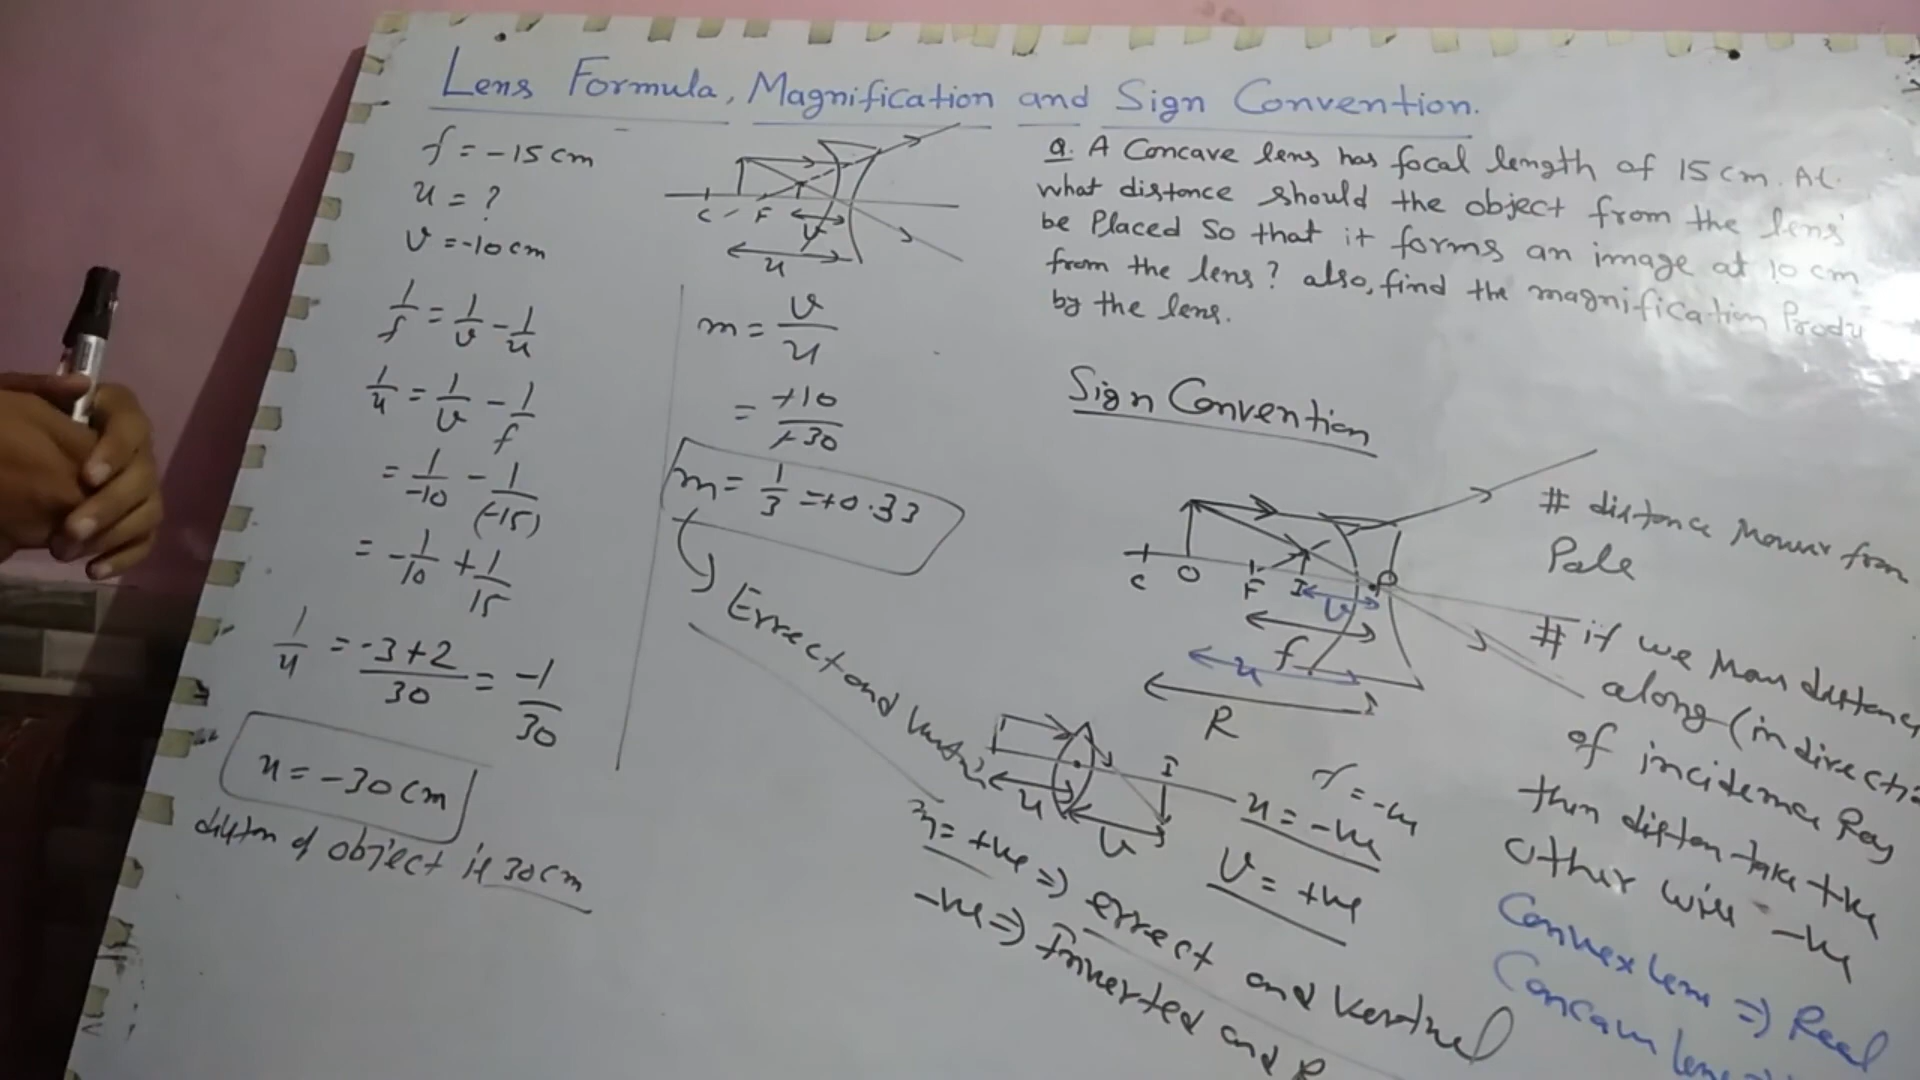 Lens Formula, Magnification and Sign Convention.
f = -15 cm
u = ?
v = -10 cm
1/f = 1/v - 1/u
1/u = 1/v - 1/f
= 1/-10 - 1/(-15)
= -1/10 + 1/15
1/u = -3+2/30 = -1/30
u = -30 cm
of object is 30 cm
C F v
u
m = v/u
= +10/+30
m = 1/3 = +0.33
Errect and
Q. A Concave lens has focal length of 15 cm. At
what distance should the object from the lens
be Placed So that it forms an image at 10 cm
from the lens? also, find the magnification Produ
by the lens.
Sign Convention
C O F I P
v
f
u
R
I
u v
u = -ve
v = +ve
m = +ve => errect and
-ve => Inverted and R
# distance from
Pole
# if we distance
along (in direction
of incidence Ray
then take +ve
other -ve
Convex lens => Real
Concave lens =>